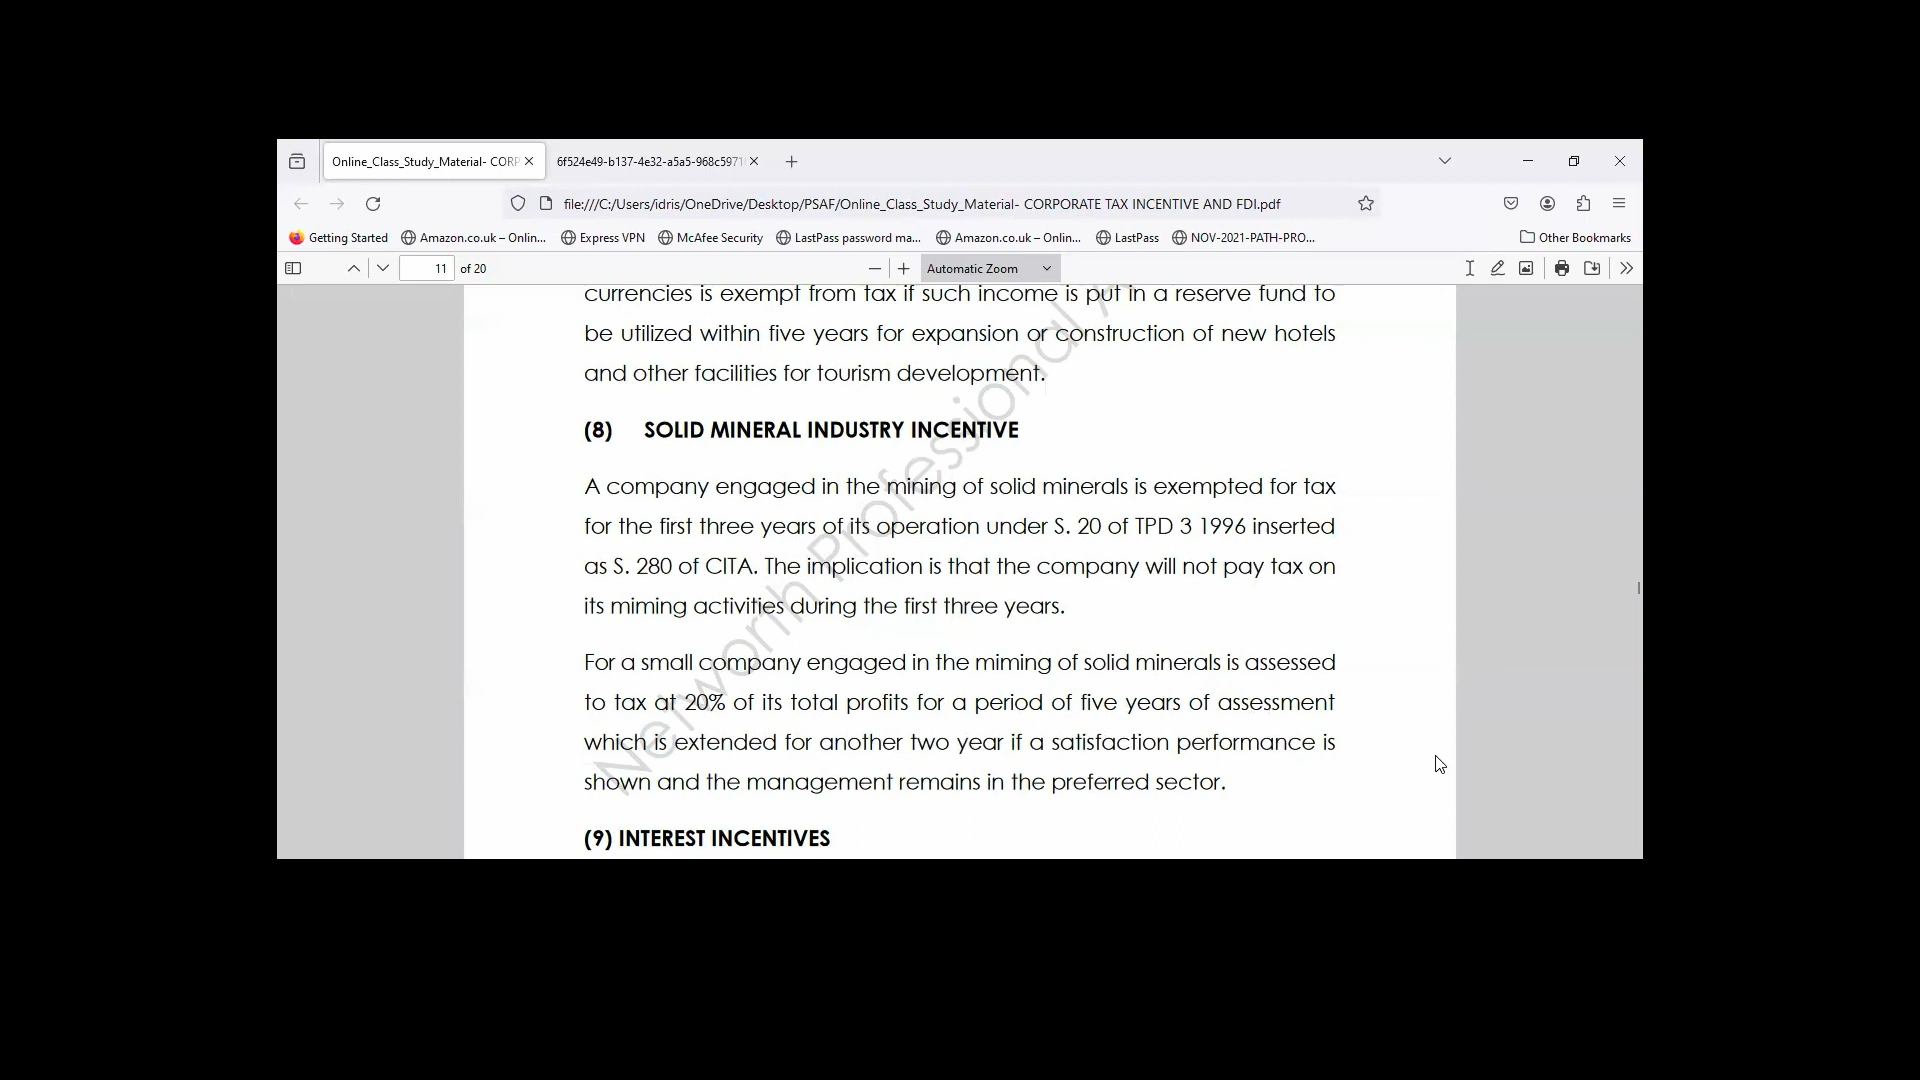 Online_Class_Study_Material- CORP
6f524e49-b137-4e32-a5a5-968c5971
file:///C:/Users/idris/OneDrive/Desktop/PSAF/Online_Class_Study_Material- CORPORATE TAX INCENTIVE AND FDI.pdf
Getting Started Amazon.co.uk – Onlin... Express VPN McAfee Security LastPass password ma... Amazon.co.uk – Onlin... LastPass NOV-2021-PATH-PRO... Other Bookmarks
11 of 20 Automatic Zoom
currencies is exempt from tax if such income is put in a reserve fund to
be utilized within five years for expansion or construction of new hotels
and other facilities for tourism development.
(8) SOLID MINERAL INDUSTRY INCENTIVE
A company engaged in the mining of solid minerals is exempted for tax
for the first three years of its operation under S. 20 of TPD 3 1996 inserted
as S. 280 of CITA. The implication is that the company will not pay tax on
its miming activities during the first three years.
For a small company engaged in the miming of solid minerals is assessed
to tax at 20% of its total profits for a period of five years of assessment
which is extended for another two year if a satisfaction performance is
shown and the management remains in the preferred sector.
(9) INTEREST INCENTIVES
Networth Professional